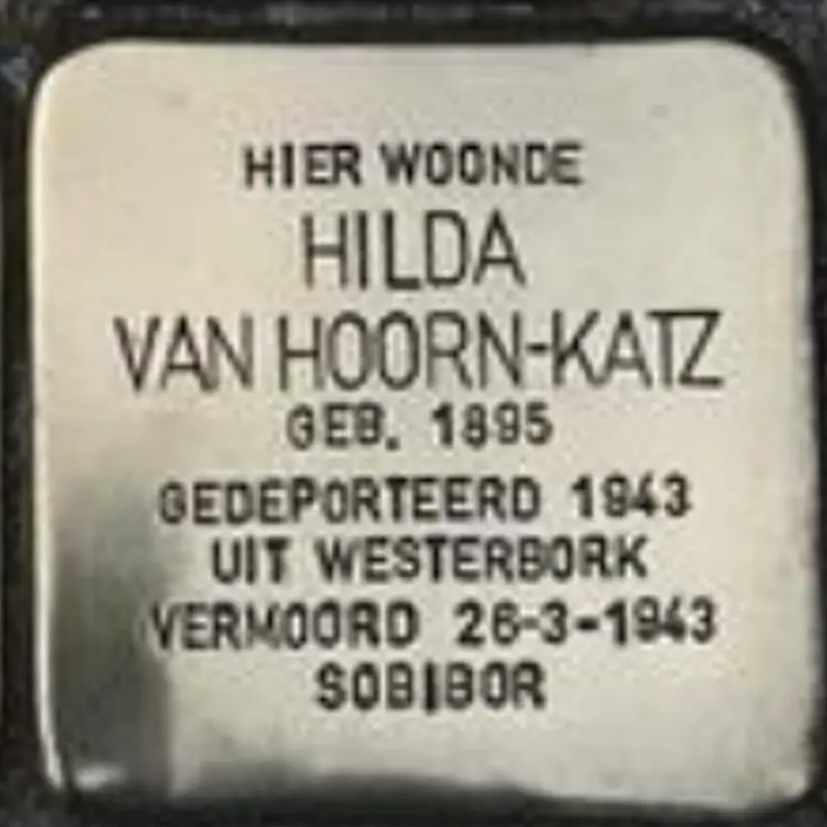 HIER WOONDE
HILDA
VAN HOORN-KATZ
GEB. 1895
GEDEPORTEERD 1943
UIT WESTERBORK
VERMOORD 26-3-1943
SOBIBOR